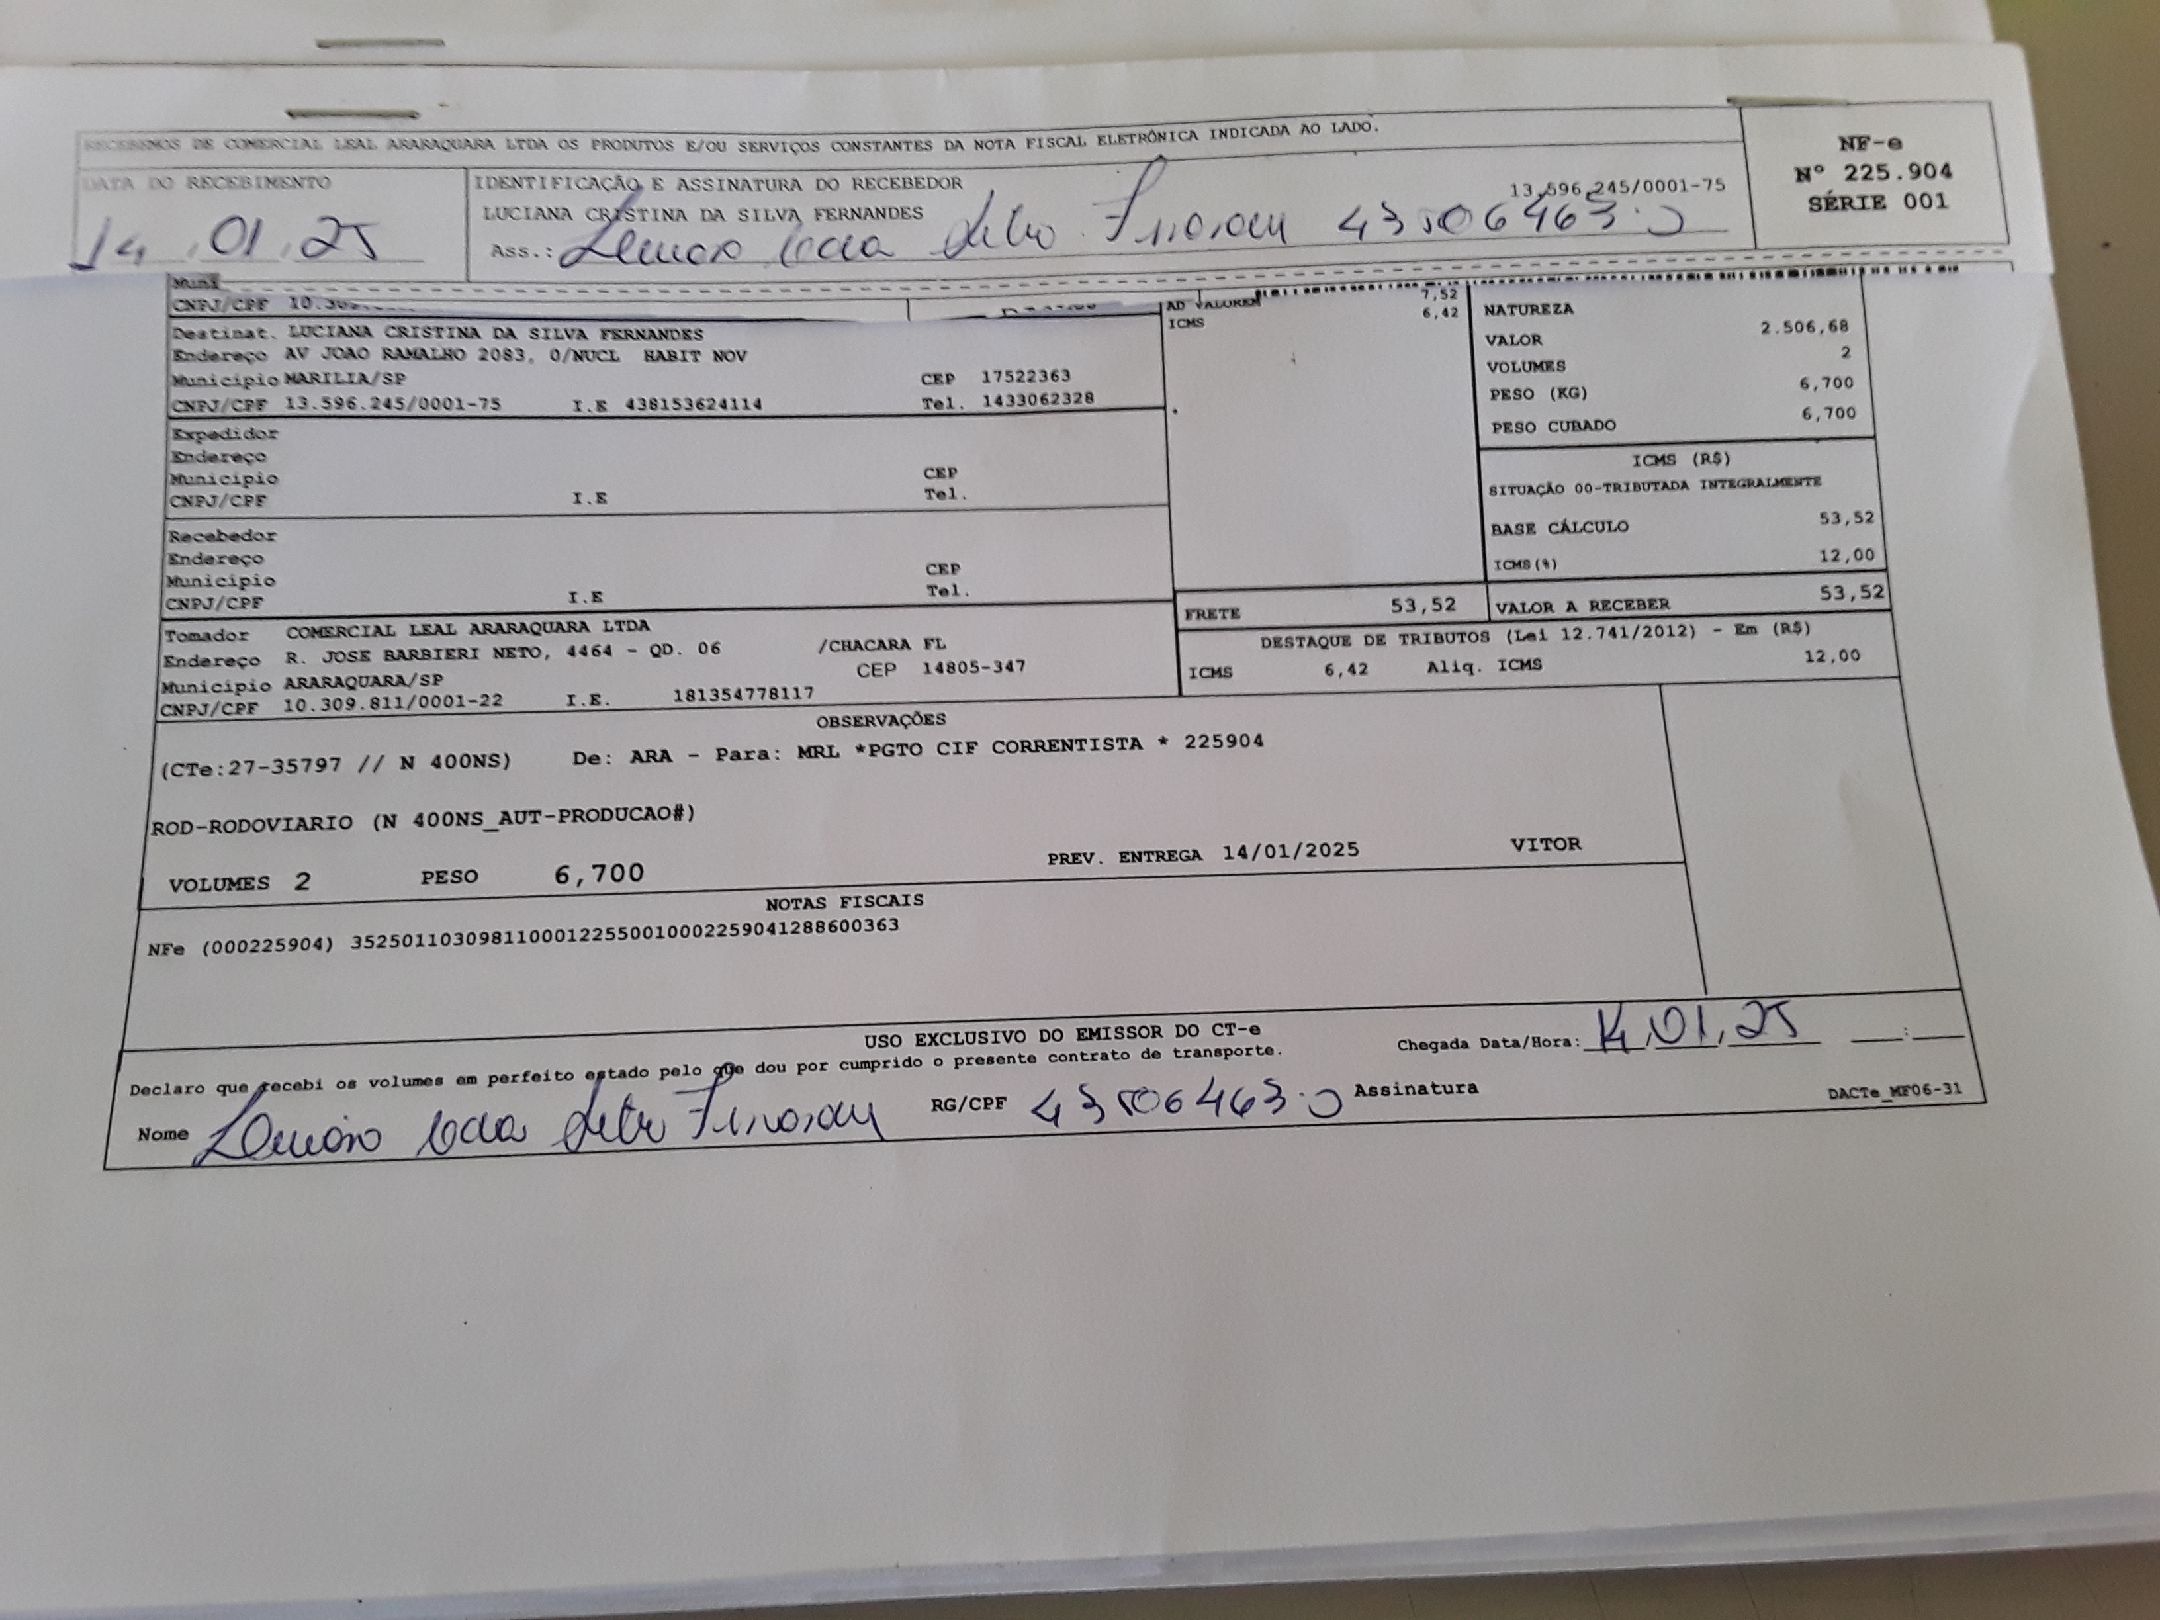 RECEBEMOS DE COMERCIAL LEAL ARARAQUARA LTDA OS PRODUTOS E/OU SERVIÇOS CONSTANTES DA NOTA FISCAL ELETRÔNICA INDICADA AO LADO.
NF-e
Nº 225.904
SÉRIE 001
DATA DO RECEBIMENTO
14 01 25
IDENTIFICAÇÃO E ASSINATURA DO RECEBEDOR
13.596.245/0001-75
LUCIANA CRISTINA DA SILVA FERNANDES
Ass.: 43506463-0
CNPJ/CPF 10.309.
AD VALOREM 7,52
ICMS 6,42
Destinat. LUCIANA CRISTINA DA SILVA FERNANDES
Endereço AV JOAO RAMALHO 2083, 0/NUCL HABIT NOV
Município MARILIA/SP CEP 17522363
CNPJ/CPF 13.596.245/0001-75 I.E 438153624114 Tel. 1433062328
Expedidor
Endereço
Município CEP
CNPJ/CPF I.E Tel.
Recebedor
Endereço
Município CEP
CNPJ/CPF I.E Tel.
Tomador COMERCIAL LEAL ARARAQUARA LTDA
Endereço R. JOSE BARBIERI NETO, 4464 - QD. 06 /CHACARA FL
Município ARARAQUARA/SP CEP 14805-347
CNPJ/CPF 10.309.811/0001-22 I.E. 181354778117
NATUREZA
VALOR 2.506,68
VOLUMES 2
PESO (KG) 6,700
PESO CUBADO 6,700
ICMS (R$)
SITUAÇÃO 00-TRIBUTADA INTEGRALMENTE
BASE CÁLCULO 53,52
ICMS(%) 12,00
FRETE 53,52 VALOR A RECEBER 53,52
DESTAQUE DE TRIBUTOS (Lei 12.741/2012) - Em (R$)
ICMS 6,42 Aliq. ICMS 12,00
OBSERVAÇÕES
(CTe:27-35797 // N 400NS) De: ARA - Para: MRL *PGTO CIF CORRENTISTA * 225904
ROD-RODOVIARIO (N 400NS_AUT-PRODUCAO#)
VOLUMES 2 PESO 6,700 PREV. ENTREGA 14/01/2025 VITOR
NOTAS FISCAIS
NFe (000225904) 35250110309811000122550010002259041288600363
USO EXCLUSIVO DO EMISSOR DO CT-e
Declaro que recebi os volumes em perfeito estado pelo que dou por cumprido o presente contrato de transporte.
Chegada Data/Hora: 14 01 25 :
Nome RG/CPF 43506463-0 Assinatura
DACTe_MF06-31